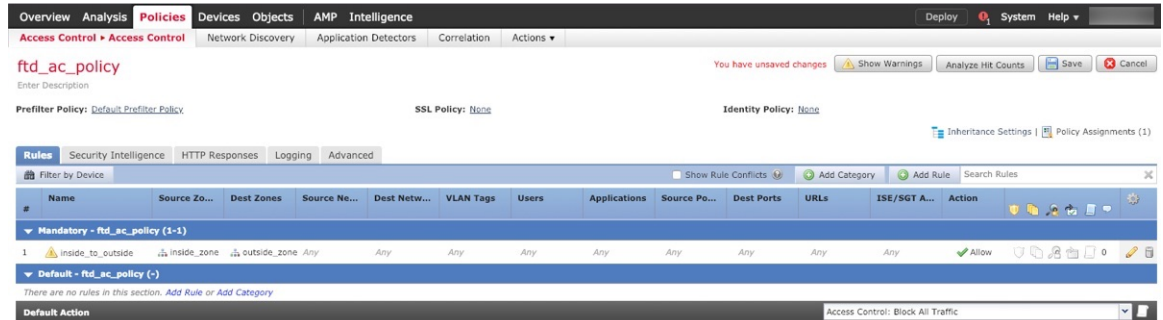 Overview Analysis Policies Devices Objects AMP Intelligence Deploy 1 System Help
Access Control ▸ Access Control Network Discovery Application Detectors Correlation Actions
ftd_ac_policy
You have unsaved changes Show Warnings Analyze Hit Counts Save Cancel
Enter Description
Prefilter Policy: Default Prefilter Policy SSL Policy: None Identity Policy: None
Inheritance Settings | Policy Assignments (1)
Rules Security Intelligence HTTP Responses Logging Advanced
Filter by Device Show Rule Conflicts Add Category Add Rule Search Rules
# Name Source Zo... Dest Zones Source Ne... Dest Netw... VLAN Tags Users Applications Source Po... Dest Ports URLs ISE/SGT A... Action
Mandatory - ftd_ac_policy (1-1)
1 inside_to_outside inside_zone outside_zone Any Any Any Any Any Any Any Any Any Allow 0
Default - ftd_ac_policy (-)
There are no rules in this section. Add Rule or Add Category
Default Action Access Control: Block All Traffic